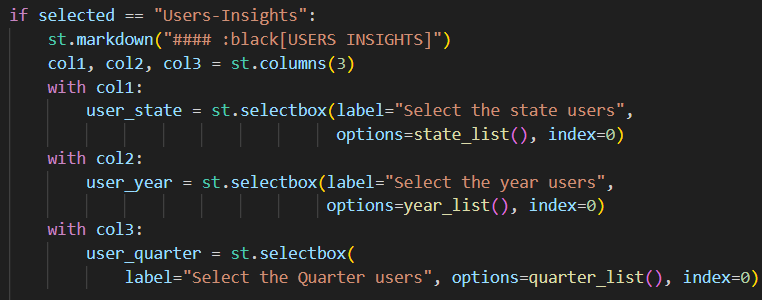 if selected == "Users-Insights":
    st.markdown("#### :black[USERS INSIGHTS]")
    col1, col2, col3 = st.columns(3)
    with col1:
        user_state = st.selectbox(label="Select the state users",
                                  options=state_list(), index=0)
    with col2:
        user_year = st.selectbox(label="Select the year users",
                                 options=year_list(), index=0)
    with col3:
        user_quarter = st.selectbox(
            label="Select the Quarter users", options=quarter_list(), index=0)